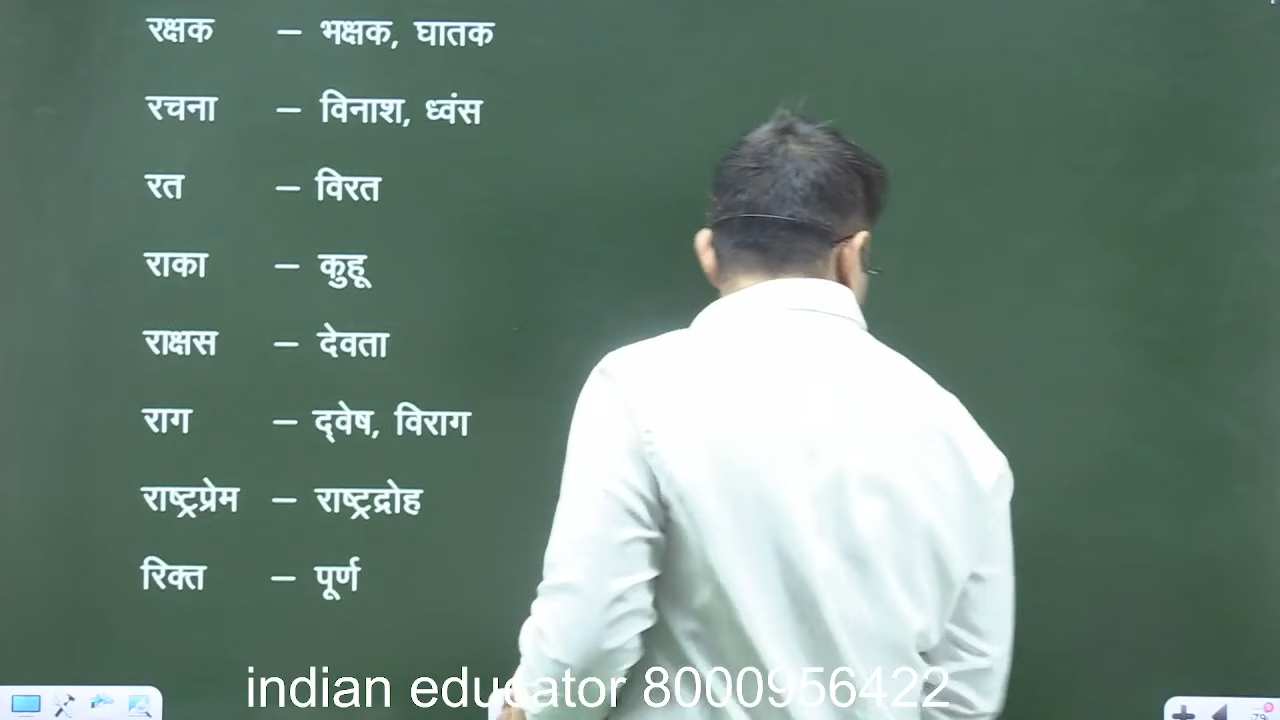 रक्षक – भक्षक, घातक
रचना – विनाश, ध्वंस
रत – विरत
राका – कुहू
राक्षस – देवता
राग – द्‌वेष, विराग
राष्ट्रप्रेम – राष्ट्रद्रोह
रिक्त – पूर्ण
indian educator 8000956422